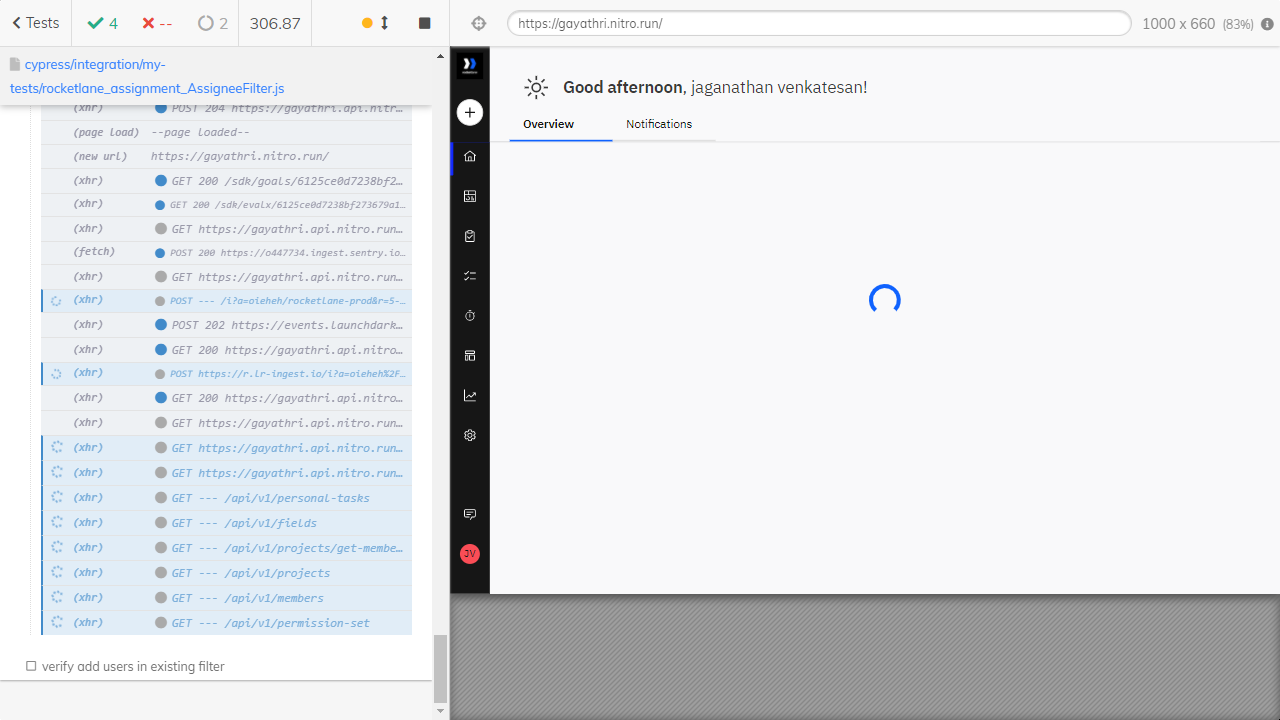 Tests
4
--
2
306.87
https://gayathri.nitro.run/
1000 x 660 (83%)
cypress/integration/my-
tests/rocketlane_assignment_AssigneeFilter.js
(xhr) POST 204 https://gayathri.api.nitr…
(page load) --page loaded--
(new url) https://gayathri.nitro.run/
(xhr) GET 200 /sdk/goals/6125ce0d7238bf2…
(xhr) GET 200 /sdk/evalx/6125ce0d7238bf273679a1…
(xhr) GET https://gayathri.api.nitro.run…
(fetch) POST 200 https://o447734.ingest.sentry.io…
(xhr) GET https://gayathri.api.nitro.run…
(xhr) POST --- /i?a=oieheh/rocketlane-prod&r=5-…
(xhr) POST 202 https://events.launchdark…
(xhr) GET 200 https://gayathri.api.nitro…
(xhr) POST https://r.lr-ingest.io/i?a=oieheh%2F…
(xhr) GET 200 https://gayathri.api.nitro…
(xhr) GET https://gayathri.api.nitro.run…
(xhr) GET https://gayathri.api.nitro.run…
(xhr) GET https://gayathri.api.nitro.run…
(xhr) GET --- /api/v1/personal-tasks
(xhr) GET --- /api/v1/fields
(xhr) GET --- /api/v1/projects/get-membe…
(xhr) GET --- /api/v1/projects
(xhr) GET --- /api/v1/members
(xhr) GET --- /api/v1/permission-set
verify add users in existing filter
Good afternoon, jaganathan venkatesan!
Overview Notifications
JV